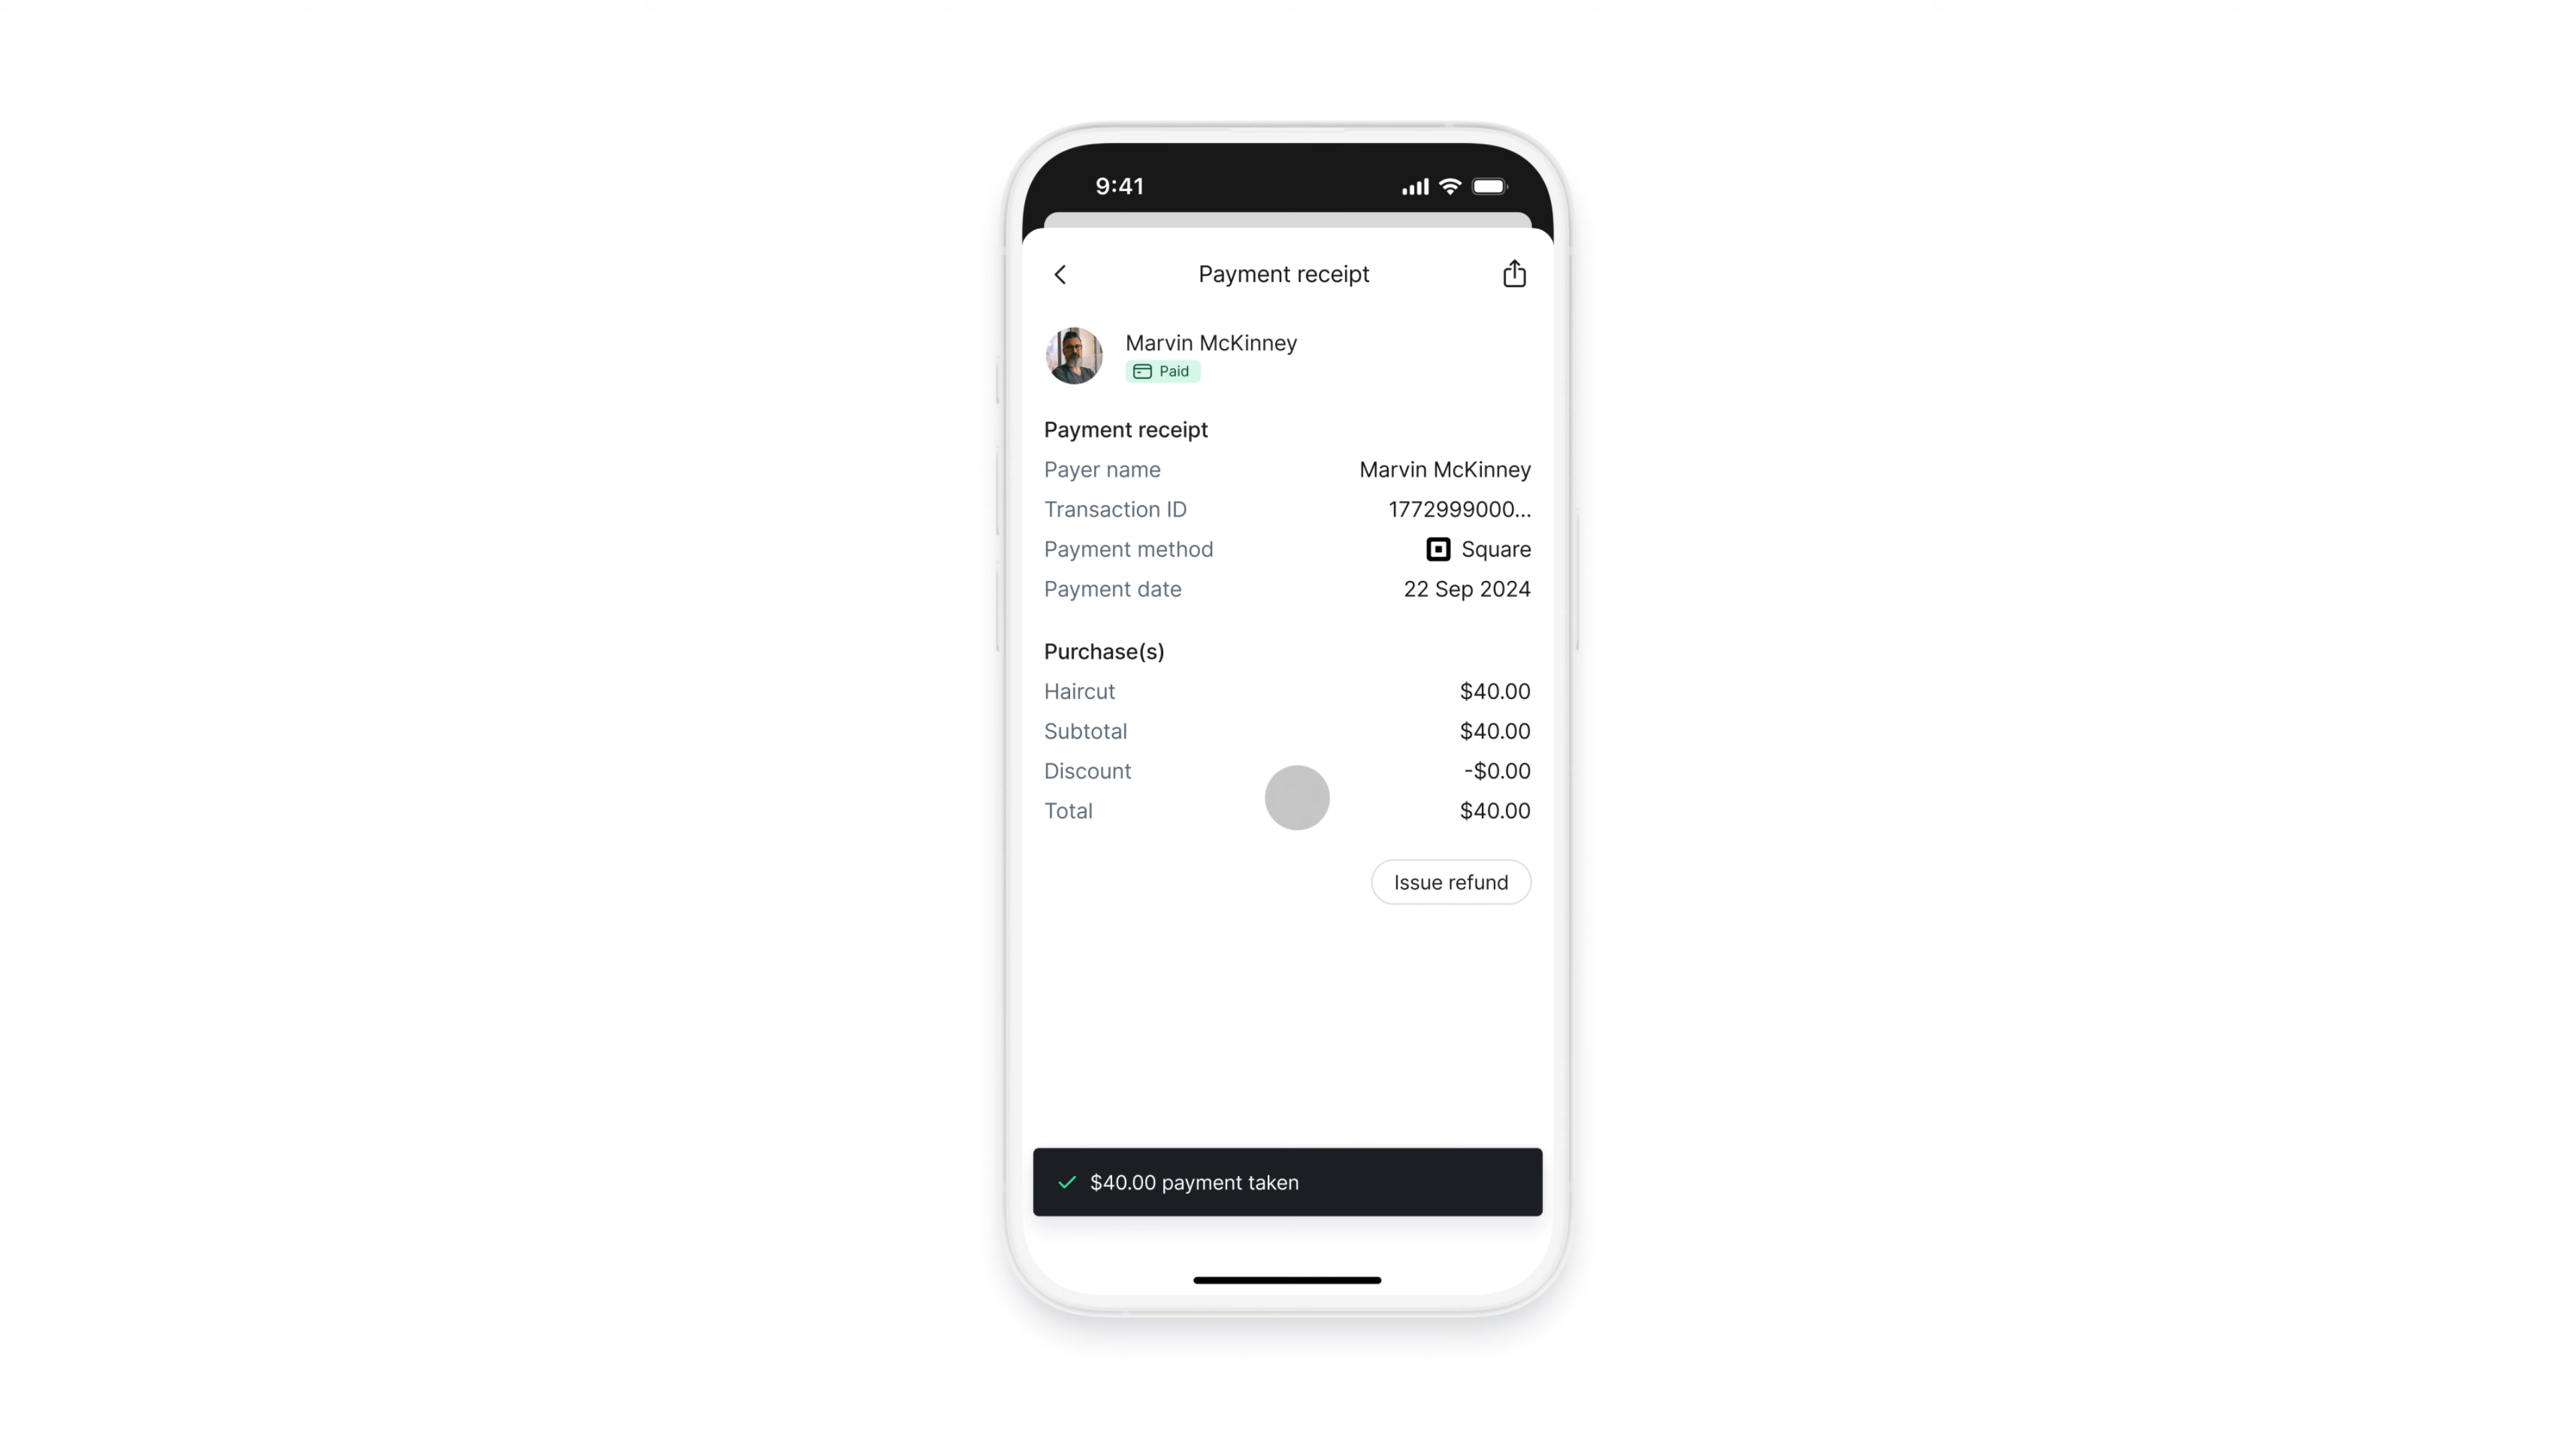 9:41
Payment receipt
Marvin McKinney
Paid
Payment receipt
Payer name Marvin McKinney
Transaction ID 1772999000...
Payment method Square
Payment date 22 Sep 2024
Purchase(s)
Haircut $40.00
Subtotal $40.00
Discount -$0.00
Total $40.00
Issue refund
$40.00 payment taken